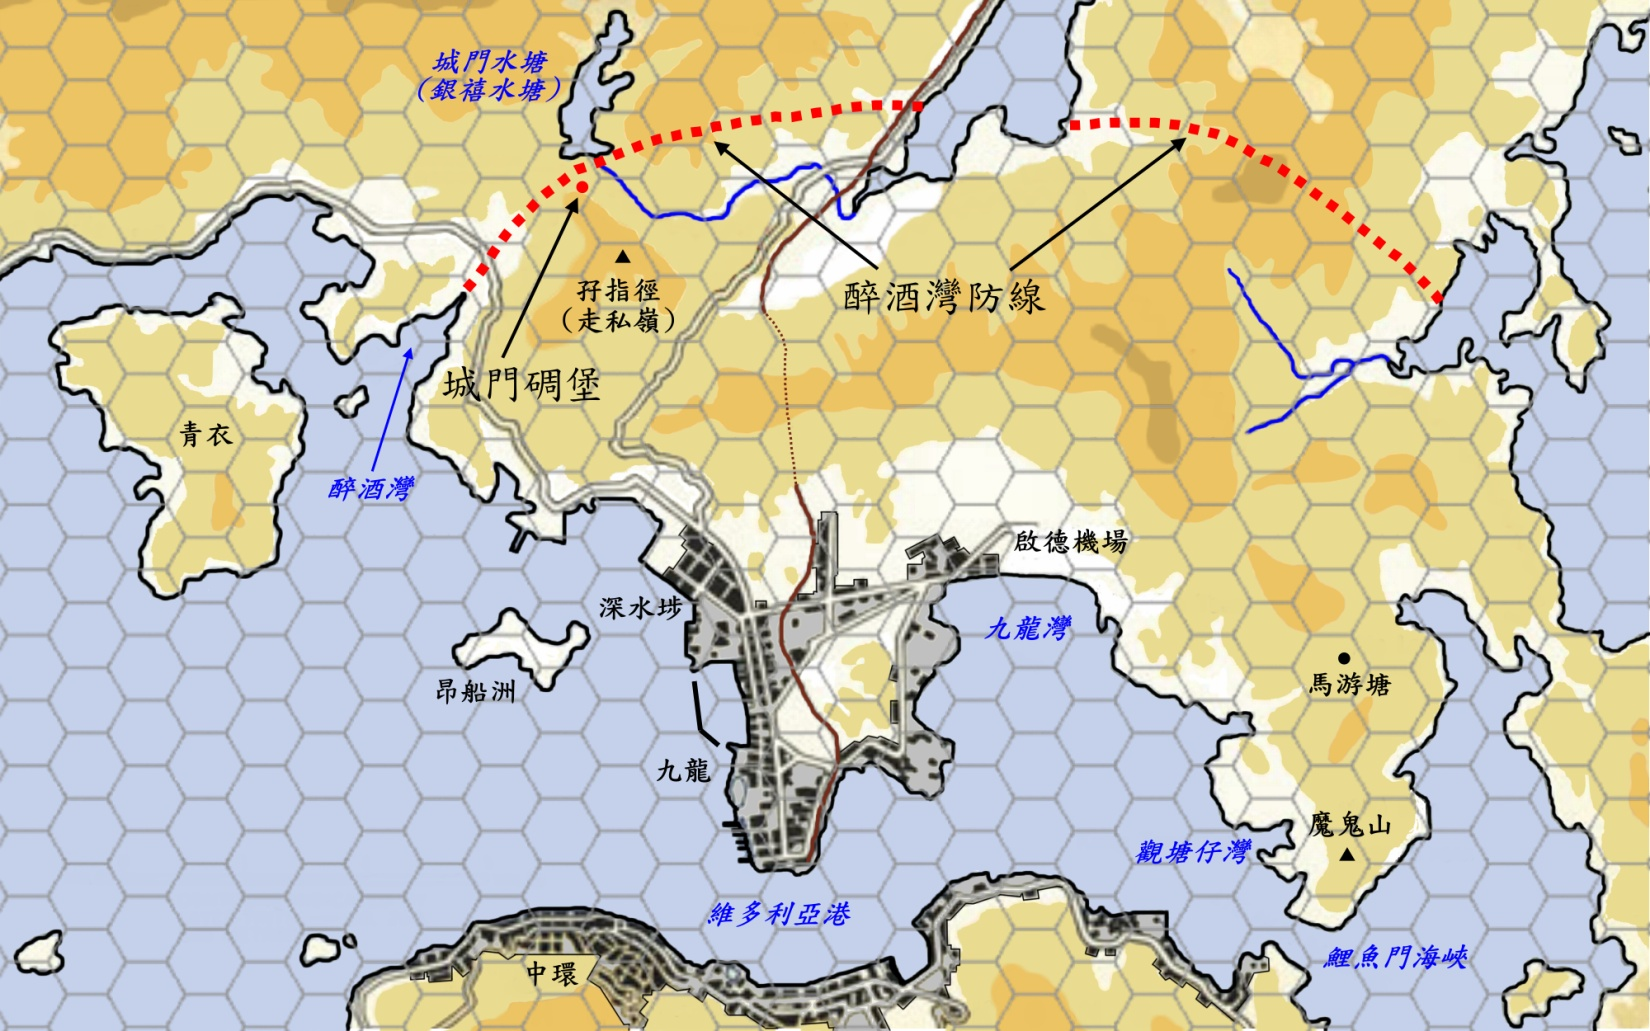 城門水塘
（銀禧水塘）
孖指徑
（走私嶺）
醉酒灣防線
城門碉堡
青衣
醉酒灣
啟德機場
深水埗
九龍灣
昂船洲
馬游塘
九龍
魔鬼山
觀塘仔灣
維多利亞港
鯉魚門海峽
中環